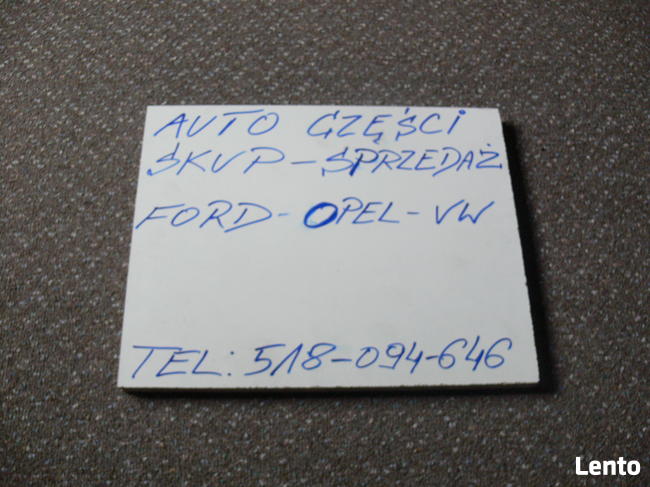 AUTO CZĘŚCI
SKUP-SPRZEDAŻ
FORD-OPEL-VW
TEL: 518-094-646
Lento